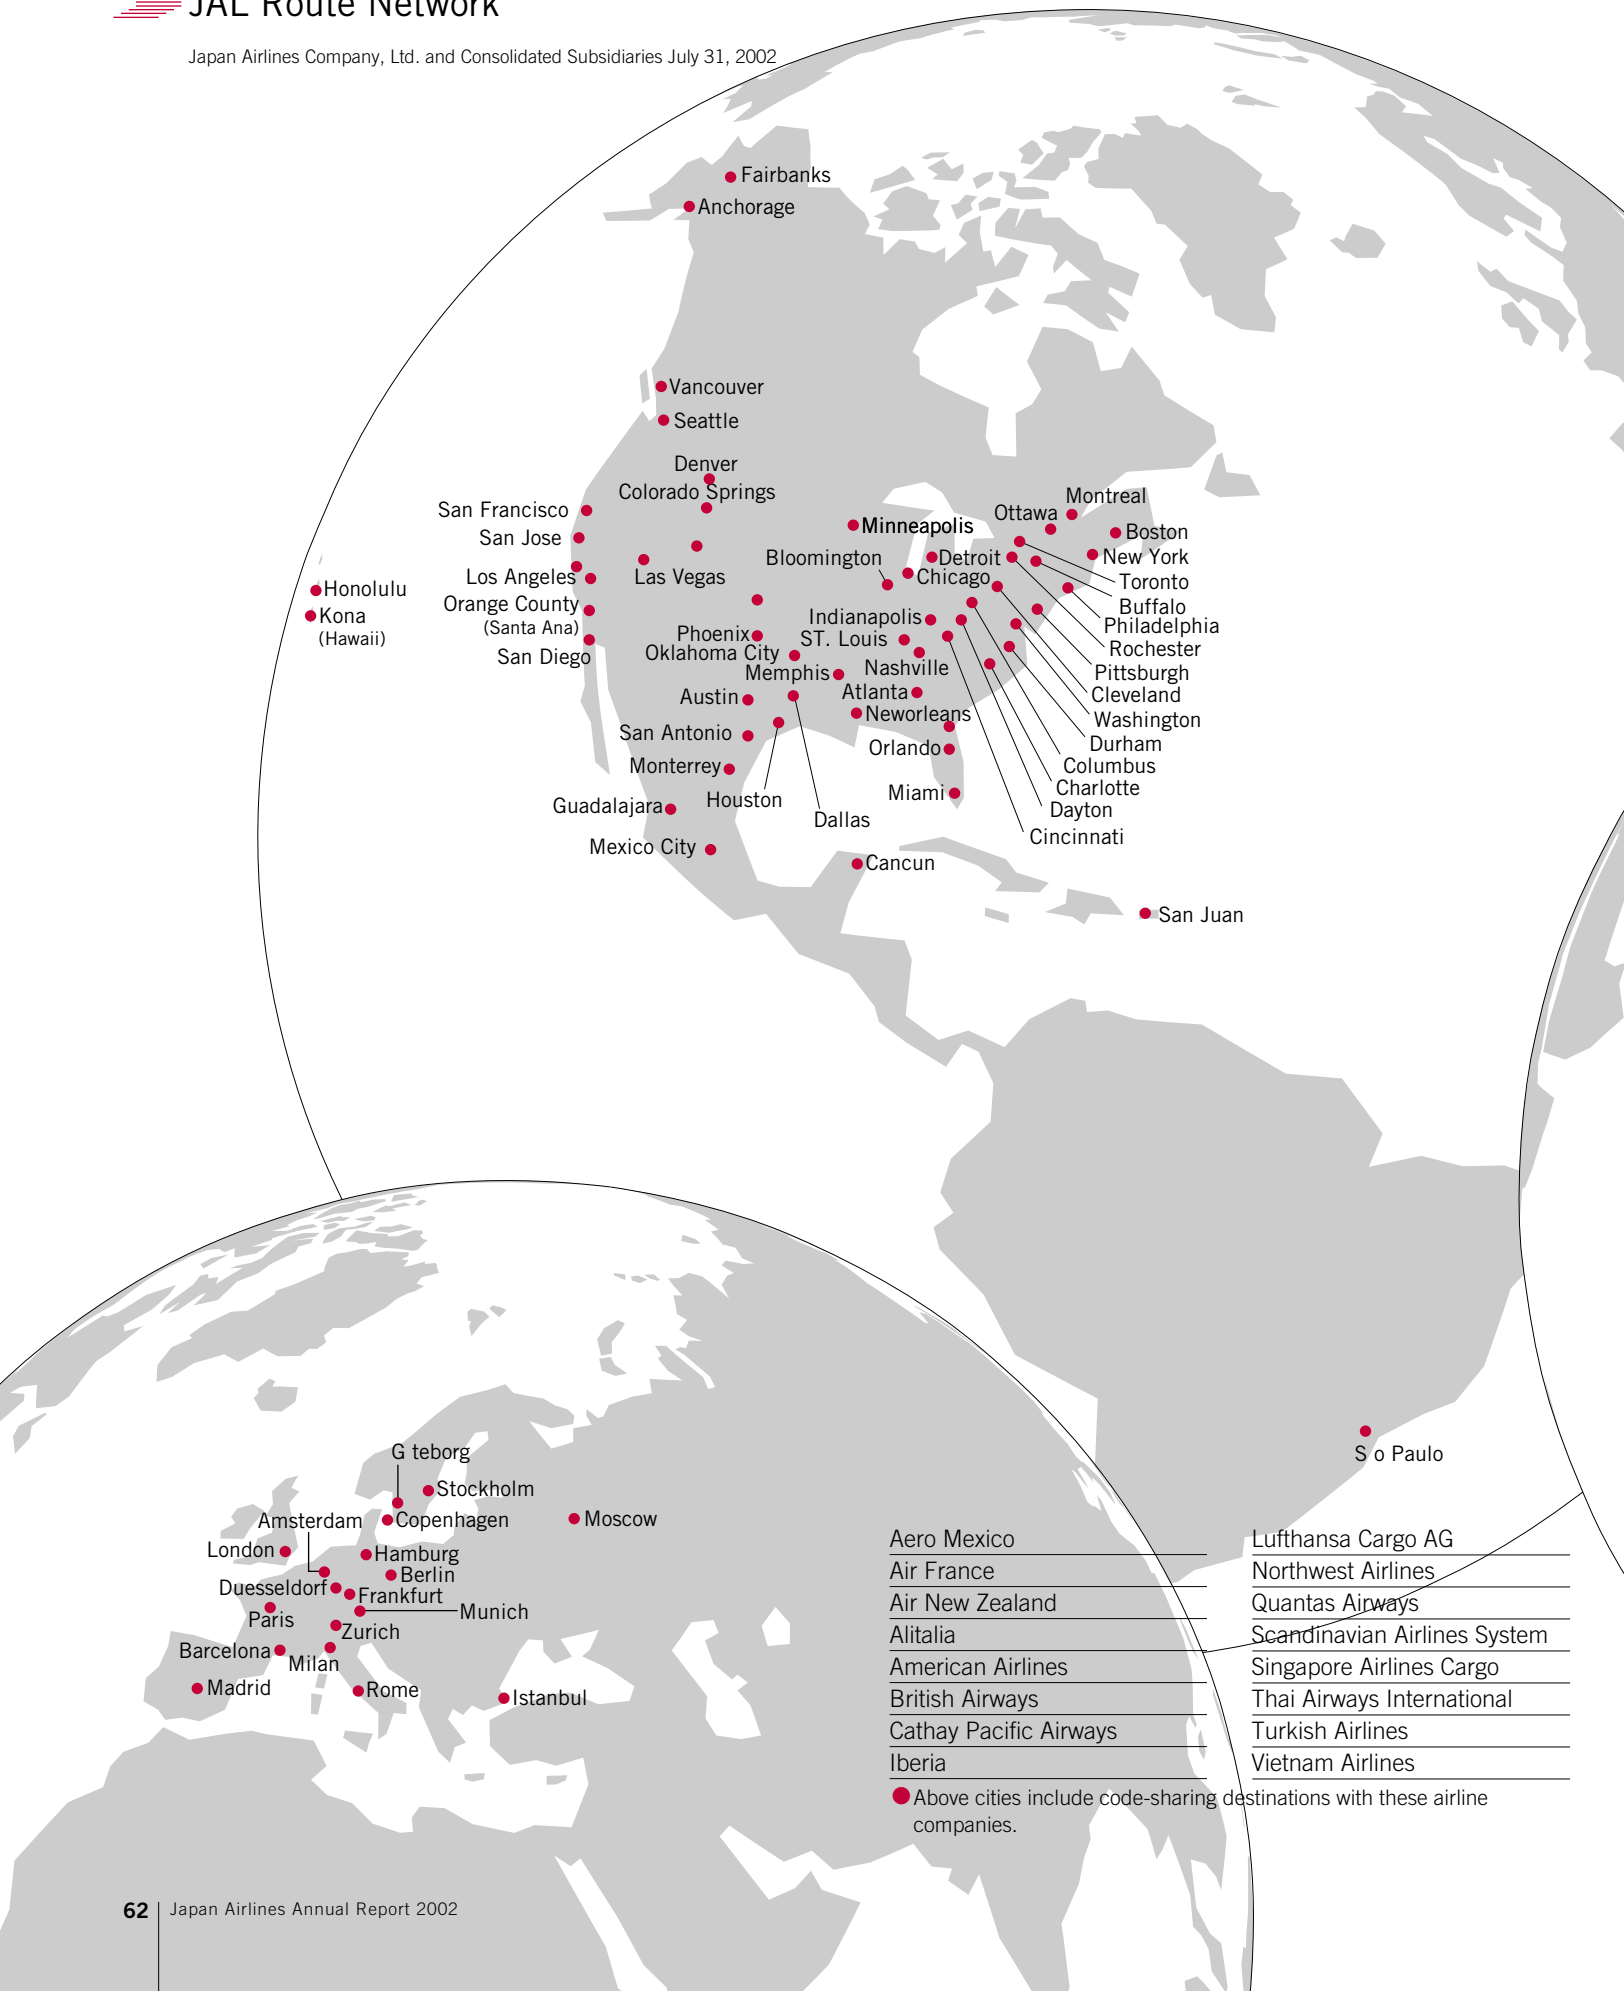 JAL Route Network
Japan Airlines Company, Ltd. and Consolidated Subsidiaries July 31, 2002
Fairbanks
Anchorage
Vancouver
Seattle
Denver
Colorado Springs
San Francisco
San Jose
Los Angeles
Orange County
(Santa Ana)
San Diego
Las Vegas
Honolulu
Kona
(Hawaii)
Phoenix
Oklahoma City
Memphis
Austin
San Antonio
Monterrey
Guadalajara
Mexico City
Houston
Dallas
Minneapolis
Bloomington
Detroit
Chicago
Indianapolis
ST. Louis
Nashville
Atlanta
Neworleans
Orlando
Miami
Cancun
San Juan
Montreal
Ottawa
Boston
New York
Toronto
Buffalo
Philadelphia
Rochester
Pittsburgh
Cleveland
Washington
Durham
Columbus
Charlotte
Dayton
Cincinnati
S o Paulo
G teborg
Stockholm
Copenhagen
Moscow
Amsterdam
London
Hamburg
Berlin
Duesseldorf
Frankfurt
Paris
Munich
Zurich
Barcelona
Milan
Madrid
Rome
Istanbul
Aero Mexico
Air France
Air New Zealand
Alitalia
American Airlines
British Airways
Cathay Pacific Airways
Iberia
Lufthansa Cargo AG
Northwest Airlines
Quantas Airways
Scandinavian Airlines System
Singapore Airlines Cargo
Thai Airways International
Turkish Airlines
Vietnam Airlines
Above cities include code-sharing destinations with these airline
companies.
62 Japan Airlines Annual Report 2002